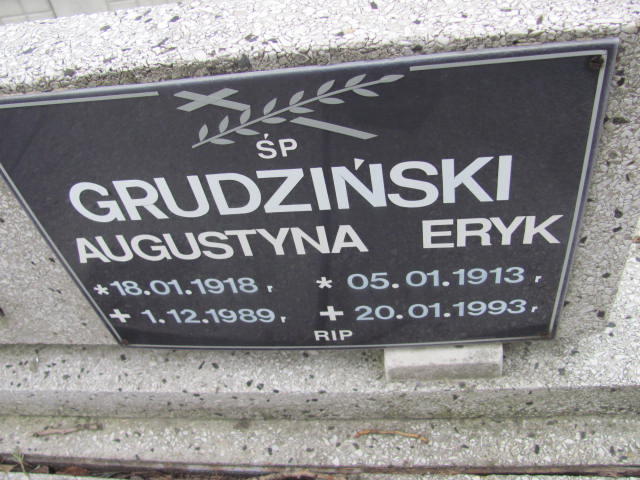 ŚP
GRUDZIŃSKI
AUGUSTYNA ERYK
*18.01.1918 r * 05.01.1913 r
+ 1.12.1989 r + 20.01.1993 r
RIP